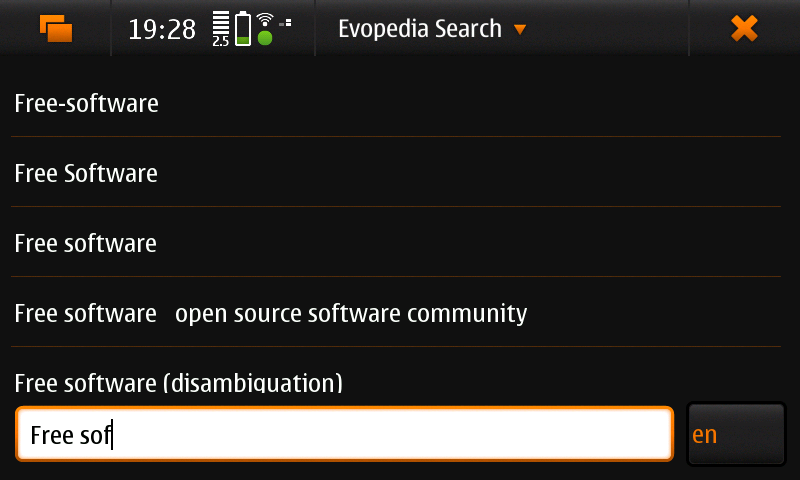 19:28 2.5 Evopedia Search
Free-software
Free Software
Free software
Free software   open source software community
Free software (disambiguation)
Free sof
en